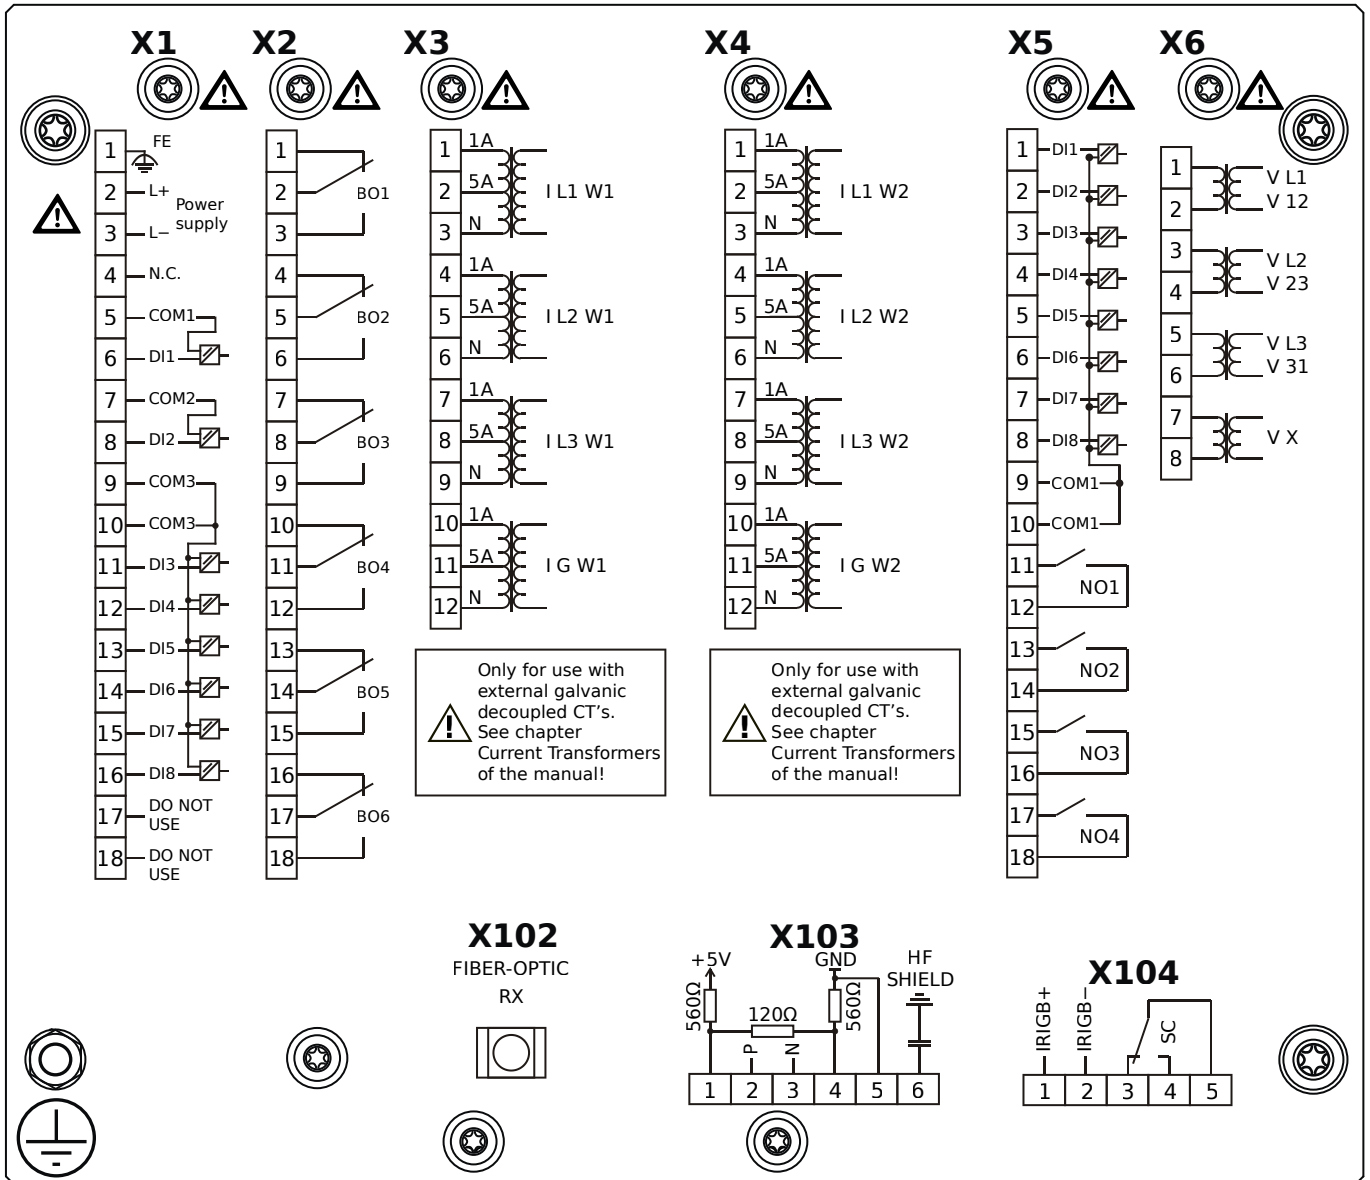 X1 X2 X3 X4 X5 X6
1 FE
2 L+
Power
supply
3 L−
4 N.C.
5 COM1
6 DI1
7 COM2
8 DI2
9 COM3
10 COM3
11 DI3
12 DI4
13 DI5
14 DI6
15 DI7
16 DI8
17 DO NOT
USE
18 DO NOT
USE
1
2 BO1
3
4
5 BO2
6
7
8 BO3
9
10
11 BO4
12
13
14 BO5
15
16
17 BO6
18
1 1A
2 5A I L1 W1
3 N
4 1A
5 5A I L2 W1
6 N
7 1A
8 5A I L3 W1
9 N
10 1A
11 5A I G W1
12 N
Only for use with
external galvanic
decoupled CT's.
See chapter
Current Transformers
of the manual!
1 1A
2 5A I L1 W2
3 N
4 1A
5 5A I L2 W2
6 N
7 1A
8 5A I L3 W2
9 N
10 1A
11 5A I G W2
12 N
Only for use with
external galvanic
decoupled CT's.
See chapter
Current Transformers
of the manual!
1 DI1
2 DI2
3 DI3
4 DI4
5 DI5
6 DI6
7 DI7
8 DI8
9 COM1
10 COM1
11
NO1
12
13
NO2
14
15
NO3
16
17
NO4
18
1 V L1
2 V 12
3 V L2
4 V 23
5 V L3
6 V 31
7
V X
8
X102
FIBER-OPTIC
RX
X103
+5V GND HF
SHIELD
560Ω 120Ω 560Ω
P N
1 2 3 4 5 6
X104
IRIGB+ IRIGB− SC
1 2 3 4 5